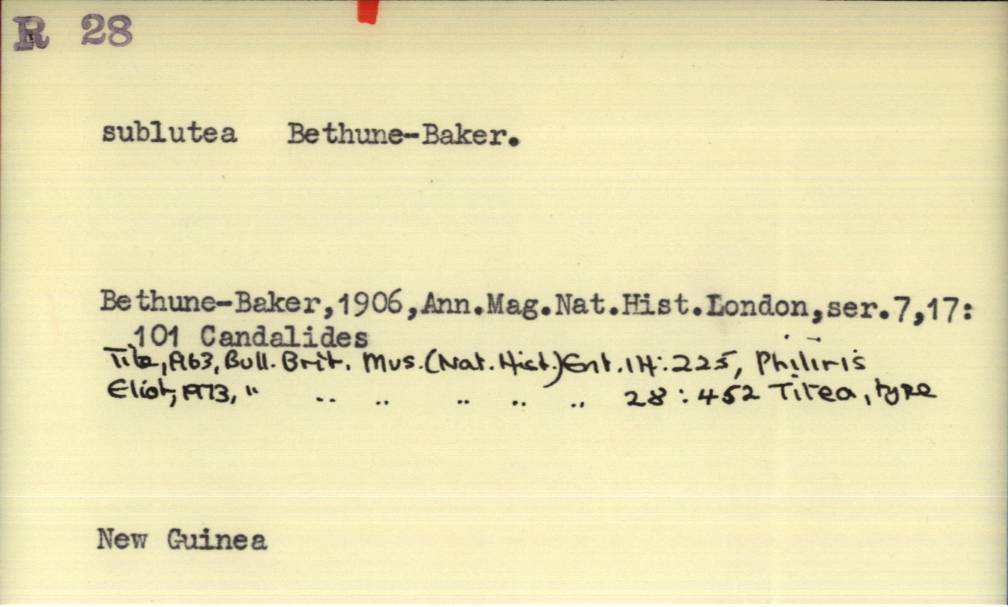 R 28
sublutea Bethune-Baker.
Bethune-Baker,1906,Ann.Mag.Nat.Hist.London,ser.7,17:
101 Candalides
Tite, 1963, Bull. Brit. Mus. (Nat. Hist.) Ent. 14: 225, Philiris
Eliot, 1973, " .. .. .. .. .. 28: 452 Titea, type
New Guinea